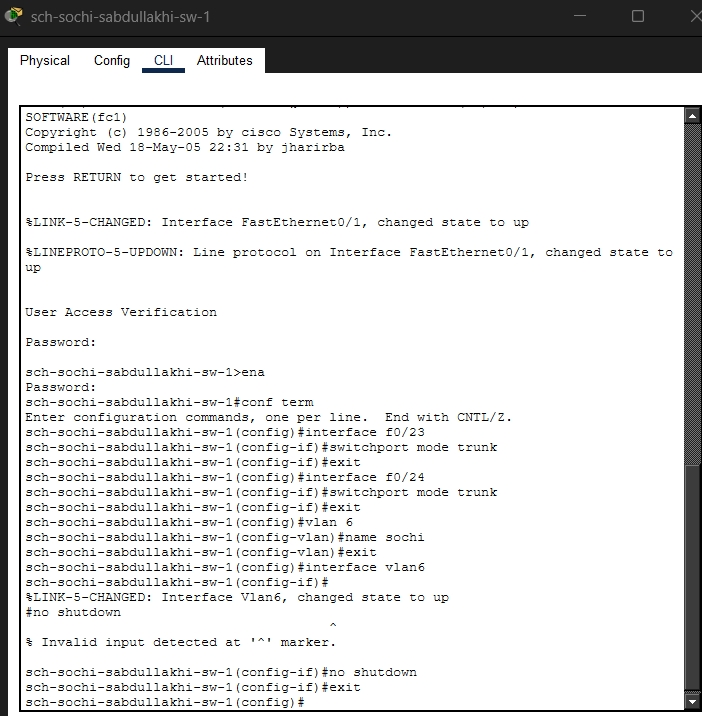 sch-sochi-sabdullakhi-sw-1
Physical Config CLI Attributes
SOFTWARE(fc1)
Copyright (c) 1986-2005 by cisco Systems, Inc.
Compiled Wed 18-May-05 22:31 by jharirba
Press RETURN to get started!
%LINK-5-CHANGED: Interface FastEthernet0/1, changed state to up
%LINEPROTO-5-UPDOWN: Line protocol on Interface FastEthernet0/1, changed state to
up
User Access Verification
Password:
sch-sochi-sabdullakhi-sw-1>ena
Password:
sch-sochi-sabdullakhi-sw-1#conf term
Enter configuration commands, one per line.  End with CNTL/Z.
sch-sochi-sabdullakhi-sw-1(config)#interface f0/23
sch-sochi-sabdullakhi-sw-1(config-if)#switchport mode trunk
sch-sochi-sabdullakhi-sw-1(config-if)#exit
sch-sochi-sabdullakhi-sw-1(config)#interface f0/24
sch-sochi-sabdullakhi-sw-1(config-if)#switchport mode trunk
sch-sochi-sabdullakhi-sw-1(config-if)#exit
sch-sochi-sabdullakhi-sw-1(config)#vlan 6
sch-sochi-sabdullakhi-sw-1(config-vlan)#name sochi
sch-sochi-sabdullakhi-sw-1(config-vlan)#exit
sch-sochi-sabdullakhi-sw-1(config)#interface vlan6
sch-sochi-sabdullakhi-sw-1(config-if)#
%LINK-5-CHANGED: Interface Vlan6, changed state to up
#no shutdown
^
% Invalid input detected at '^' marker.
sch-sochi-sabdullakhi-sw-1(config-if)#no shutdown
sch-sochi-sabdullakhi-sw-1(config-if)#exit
sch-sochi-sabdullakhi-sw-1(config)#